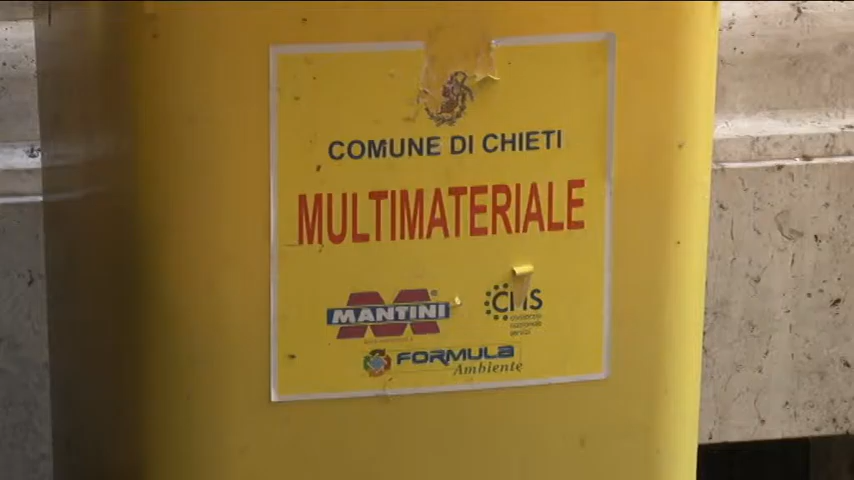 COMUNE DI CHIETI
MULTIMATERIALE
MANTINI
CNS
FORMULA
Ambiente